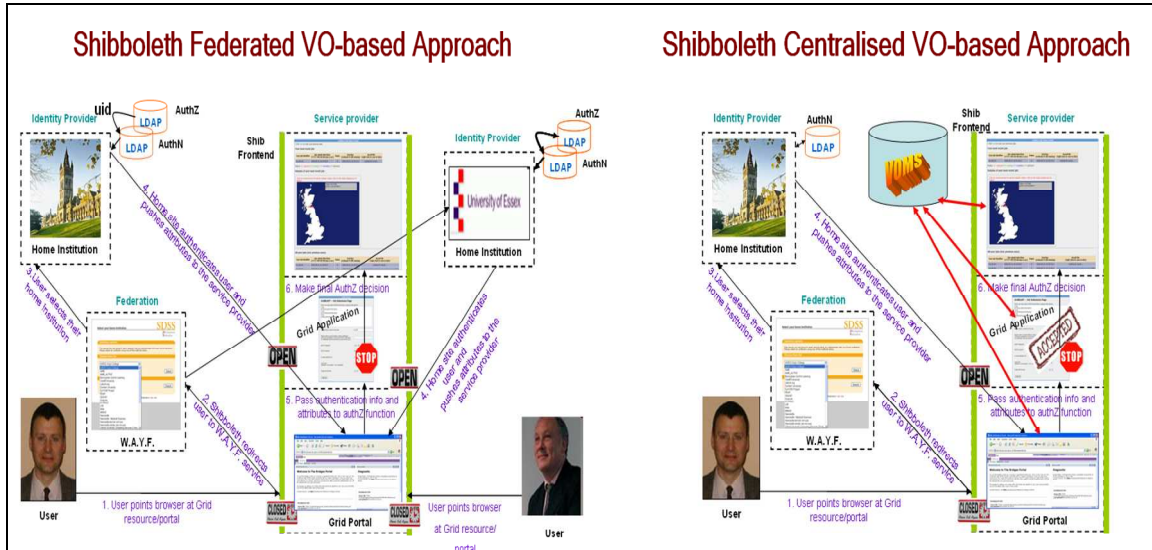 Shibboleth Federated VO-based Approach
uid
AuthZ
LDAP
LDAP
AuthN
Identity Provider
Home Institution
Shib
Frontend
Service provider
Identity Provider
AuthZ
LDAP
AuthN
LDAP
University of Essex
Home Institution
3. User selects their
home institution
4. Home site authenticates user and
pushes attributes to the service provider
4. Home site authenticates
user and
pushes attributes to the
service provider
6. Make final AuthZ decision
Grid Application
STOP
OPEN
OPEN
Federation
SDSS
W.A.Y.F.
2. Shibboleth redirects
user to W.A.Y.F. service
5. Pass authentication info and
attributes to authZ function
CLOSED
CLOSED
Grid Portal
User
1. User points browser at Grid
resource/portal
User points browser
at Grid resource/
portal
User
Shibboleth Centralised VO-based Approach
Identity Provider
AuthN
LDAP
Home Institution
VOMS
Shib
Frontend
Service provider
3. User selects their
home institution
4. Home site authenticates user and
pushes attributes to the service provider
6. Make final AuthZ decision
Grid Application
ACCEPTED
STOP
OPEN
Federation
SDSS
W.A.Y.F.
2. Shibboleth redirects
user to W.A.Y.F. service
5. Pass authentication info and
attributes to authZ function
CLOSED
Grid Portal
User
1. User points browser at Grid
resource/portal